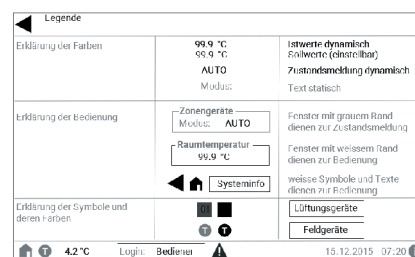 Legende
Erklärung der Farben
99.9 °C
99.9 °C
Istwerte dynamisch
Sollwerte (einstellbar)
AUTO
Zustandsmeldung dynamisch
Modus:
Text statisch
Erklärung der Bedienung
Zonengeräte
Modus: AUTO
Fenster mit grauem Rand
dienen zur Zustandsmeldung
Raumtemperatur
99.9 °C
Fenster mit weissem Rand
dienen zur Bedienung
Systeminfo
weisse Symbole und Texte
dienen zur Bedienung
Erklärung der Symbole und
deren Farben
01
Lüftungsgeräte
T T
Feldgeräte
T 4.2 °C Login: Bediener 15.12.2015 07:20